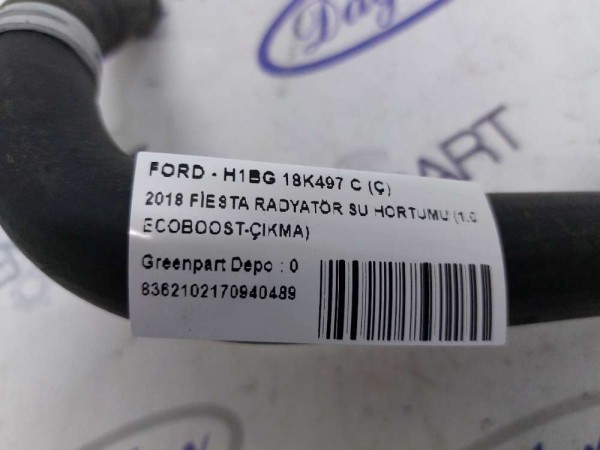 FORD - H1BG 18K497 C (Ç)
2018 FİESTA RADYATÖR SU HORTUMU (1.0
ECOBOOST-ÇIKMA)
Greenpart Depo : 0
8362102170940489